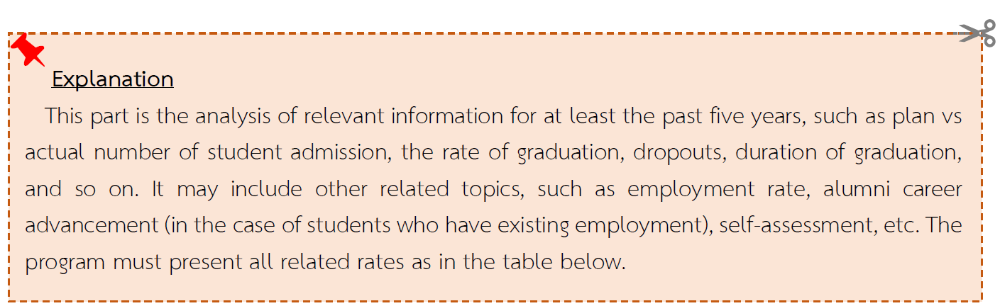 Explanation
This part is the analysis of relevant information for at least the past five years, such as plan vs
actual number of student admission, the rate of graduation, dropouts, duration of graduation,
and so on. It may include other related topics, such as employment rate, alumni career
advancement (in the case of students who have existing employment), self-assessment, etc. The
program must present all related rates as in the table below.